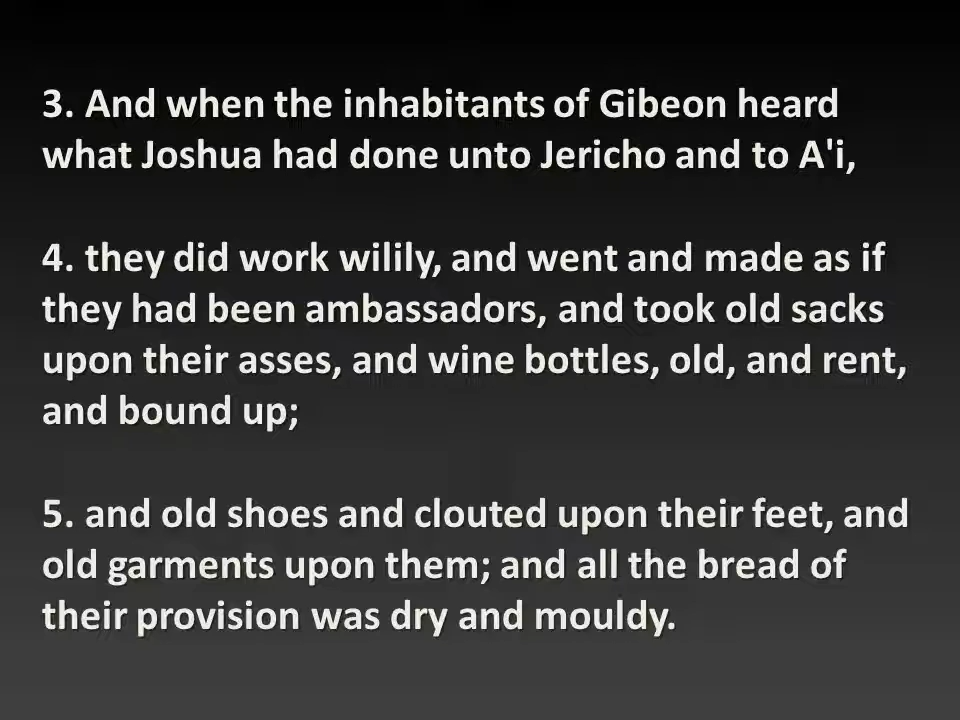 3. And when the inhabitants of Gibeon heard
what Joshua had done unto Jericho and to A'i,
4. they did work wilily, and went and made as if
they had been ambassadors, and took old sacks
upon their asses, and wine bottles, old, and rent,
and bound up;
5. and old shoes and clouted upon their feet, and
old garments upon them; and all the bread of
their provision was dry and mouldy.